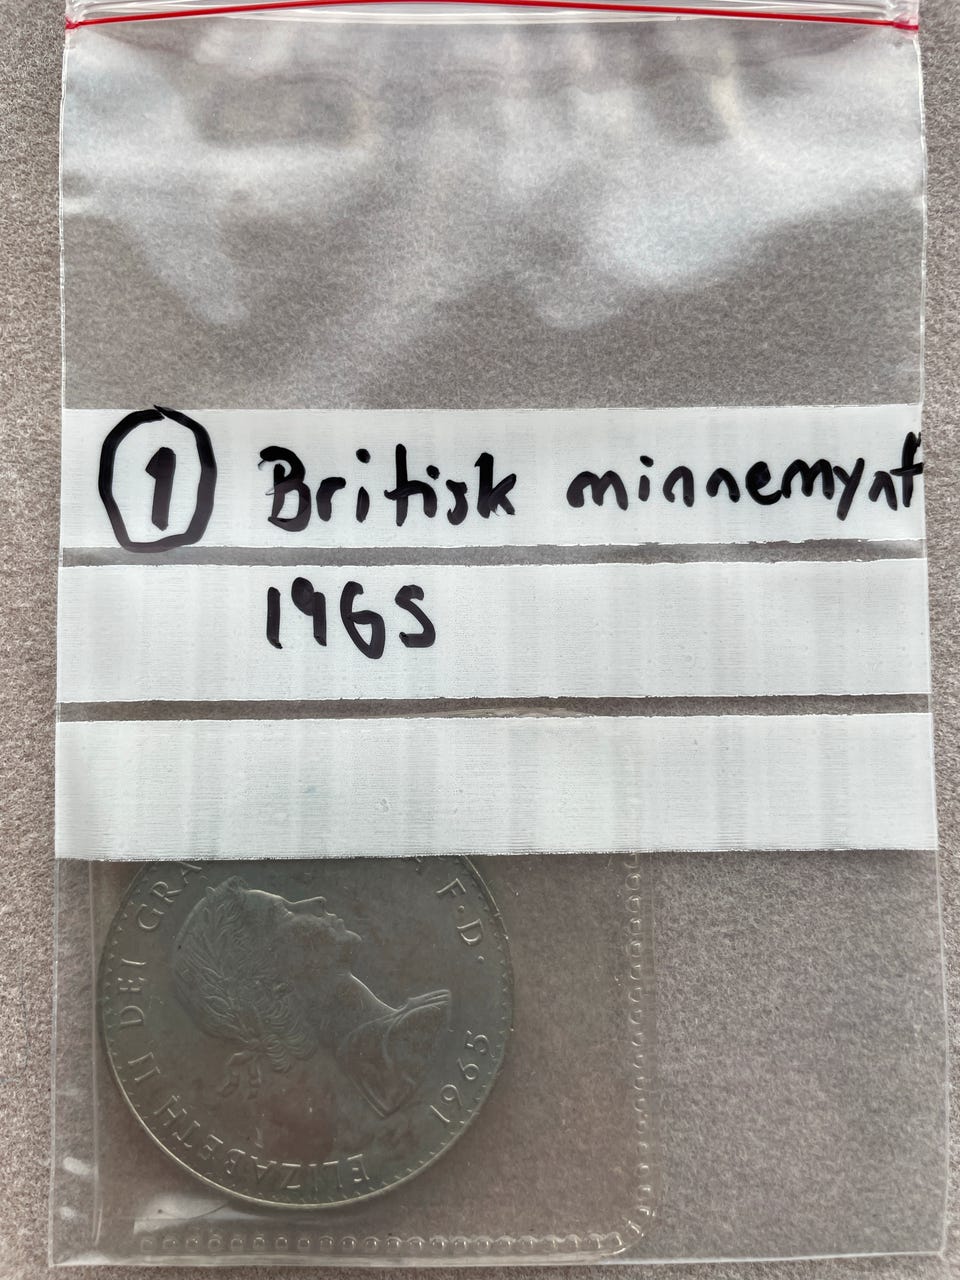 1 Britisk minnemynt
1965
ELIZABETH II DEI GRA
F.D.
1965